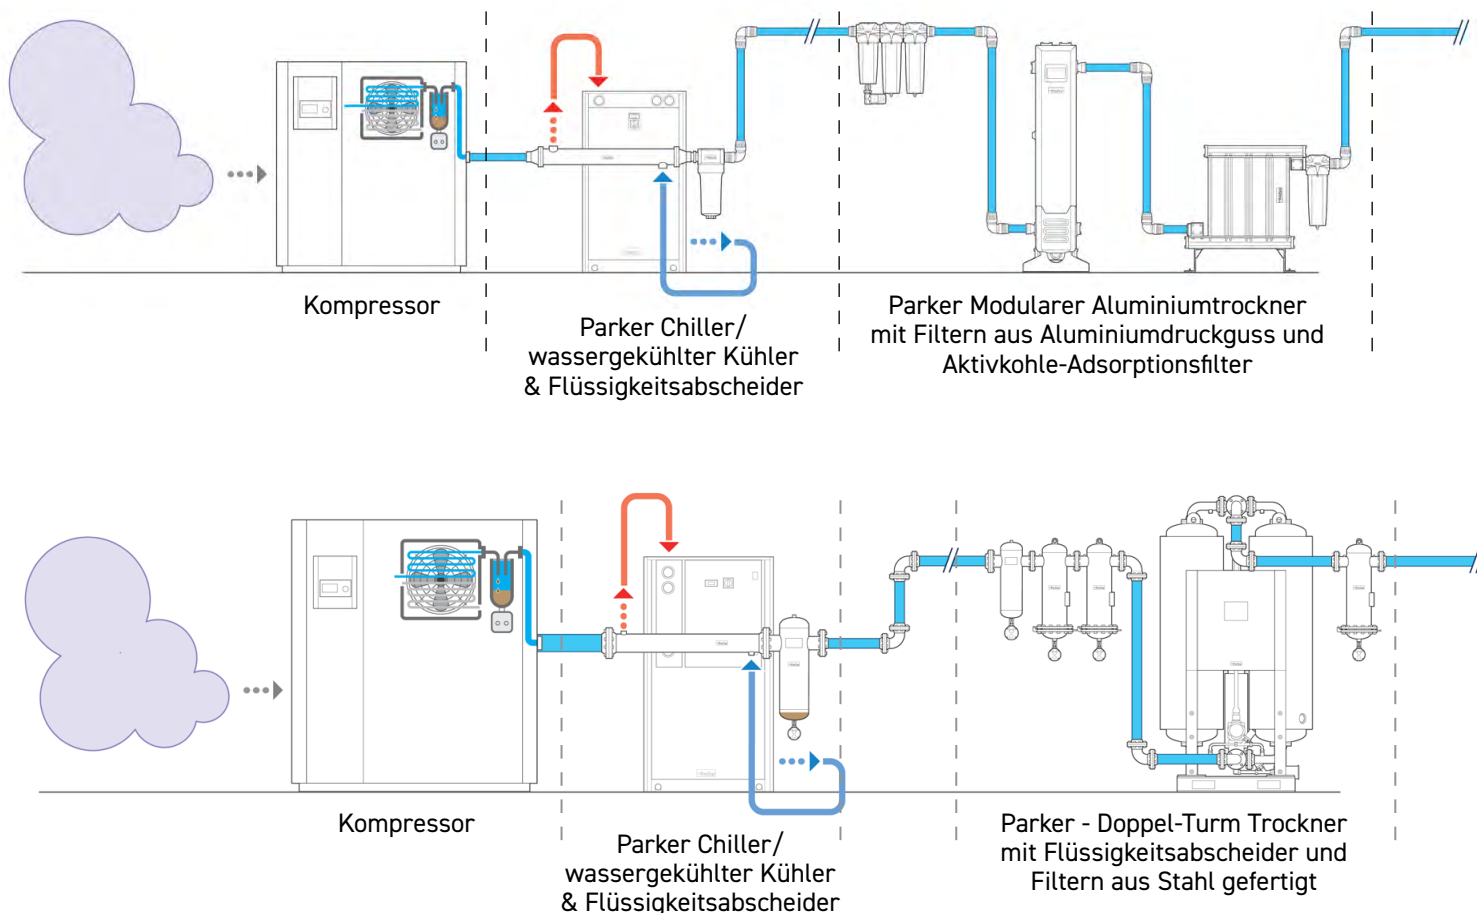 Kompressor
Parker Chiller/
wassergekühlter Kühler
& Flüssigkeitsabscheider
Parker Modularer Aluminiumtrockner
mit Filtern aus Aluminiumdruckguss und
Aktivkohle-Adsorptionsfilter
Kompressor
Parker Chiller/
wassergekühlter Kühler
& Flüssigkeitsabscheider
Parker - Doppel-Turm Trockner
mit Flüssigkeitsabscheider und
Filtern aus Stahl gefertigt